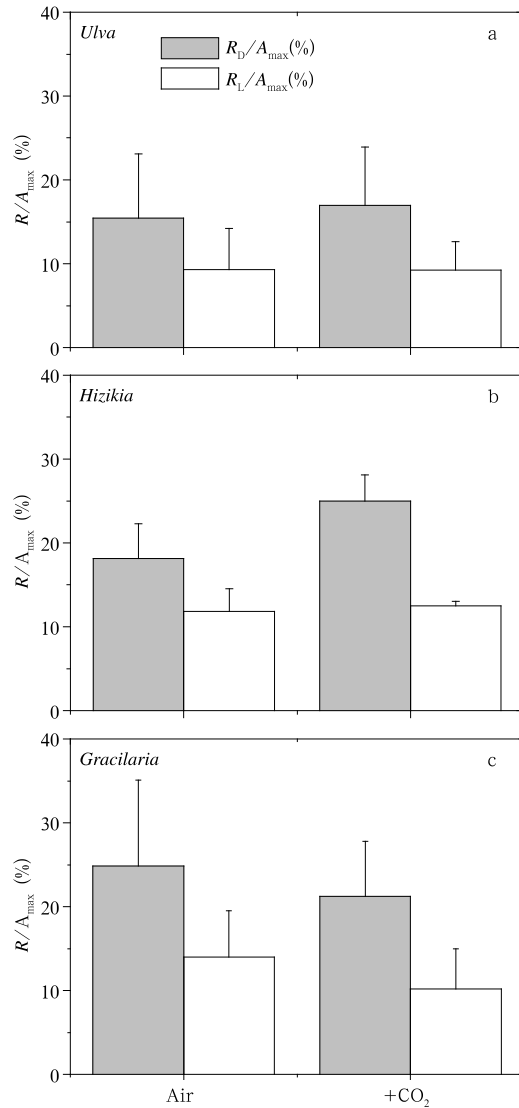 40
Ulva
a
R_D/A_max(%)
R_L/A_max(%)
30
20
10
0
R/A_max (%)
40
Hizikia
b
30
20
10
0
R/A_max (%)
40
Gracilaria
c
30
20
10
0
R/A_max (%)
Air
+CO₂